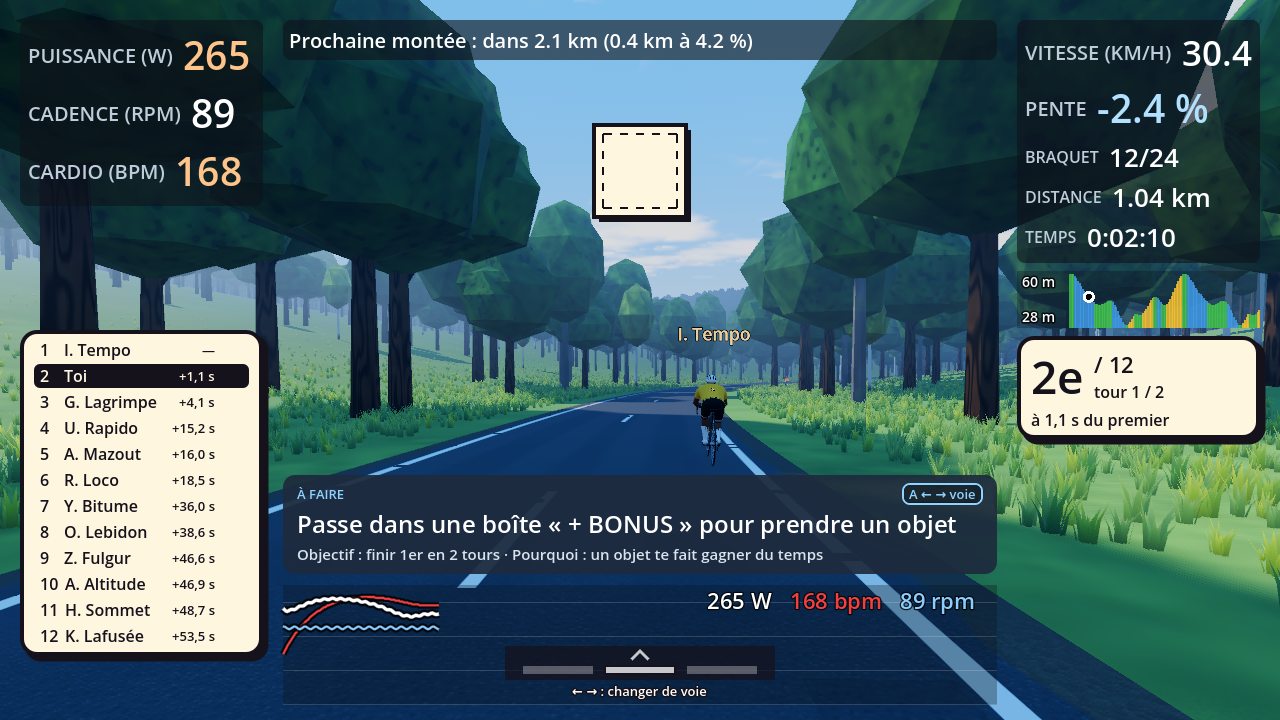 PUISSANCE (W) 265
CADENCE (RPM) 89
CARDIO (BPM) 168
Prochaine montée : dans 2.1 km (0.4 km à 4.2 %)
VITESSE (KM/H) 30.4
PENTE -2.4 %
BRAQUET 12/24
DISTANCE 1.04 km
TEMPS 0:02:10
60 m
28 m
2e / 12
tour 1 / 2
à 1,1 s du premier
I. Tempo
1 I. Tempo —
2 Toi +1,1 s
3 G. Lagrimpe +4,1 s
4 U. Rapido +15,2 s
5 A. Mazout +16,0 s
6 R. Loco +18,5 s
7 Y. Bitume +36,0 s
8 O. Lebidon +38,6 s
9 Z. Fulgur +46,6 s
10 A. Altitude +46,9 s
11 H. Sommet +48,7 s
12 K. Lafusée +53,5 s
À FAIRE
A ← → voie
Passe dans une boîte « + BONUS » pour prendre un objet
Objectif : finir 1er en 2 tours · Pourquoi : un objet te fait gagner du temps
265 W 168 bpm 89 rpm
← → : changer de voie